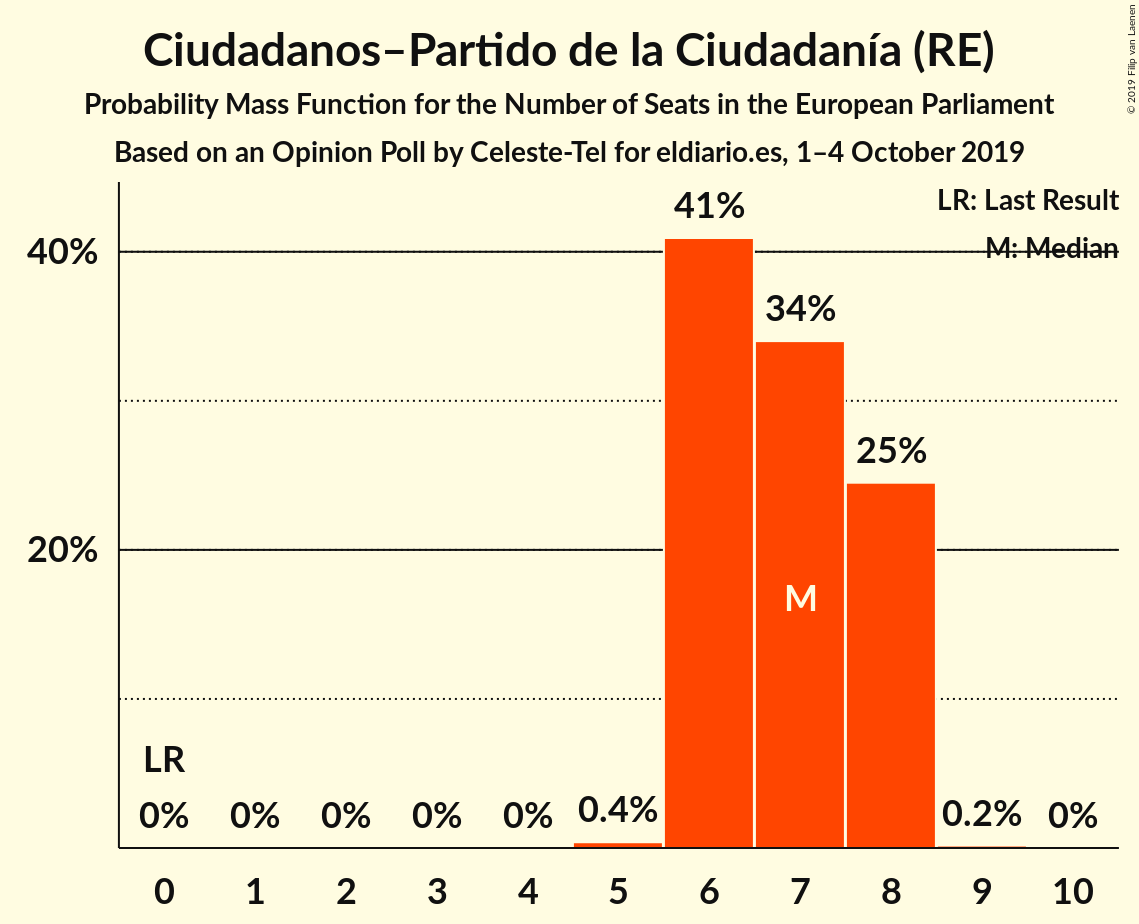 Ciudadanos–Partido de la Ciudadanía (RE)
Probability Mass Function for the Number of Seats in the European Parliament
Based on an Opinion Poll by Celeste-Tel for eldiario.es, 1–4 October 2019
© 2019 Filip van Laenen
LR: Last Result
M: Median
40%
20%
41%
34%
25%
M
LR
0%
0%
0%
0%
0%
0.4%
0.2%
0%
0 1 2 3 4 5 6 7 8 9 10